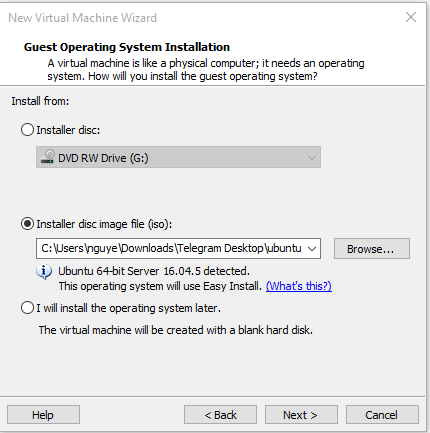 New Virtual Machine Wizard
Guest Operating System Installation
A virtual machine is like a physical computer; it needs an operating
system. How will you install the guest operating system?
Install from:
Installer disc:
DVD RW Drive (G:)
Installer disc image file (iso):
C:\Users\nguye\Downloads\Telegram Desktop\ubuntu
Browse...
Ubuntu 64-bit Server 16.04.5 detected.
This operating system will use Easy Install. (What's this?)
I will install the operating system later.
The virtual machine will be created with a blank hard disk.
Help
< Back
Next >
Cancel